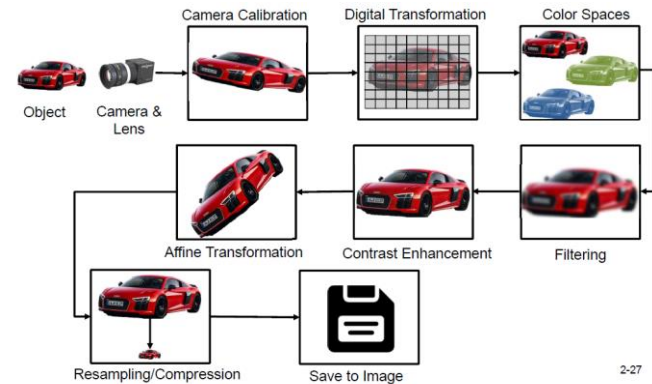 Camera Calibration
Digital Transformation
Color Spaces
Object
Camera &
Lens
Affine Transformation
Contrast Enhancement
Filtering
Resampling/Compression
Save to Image
2-27